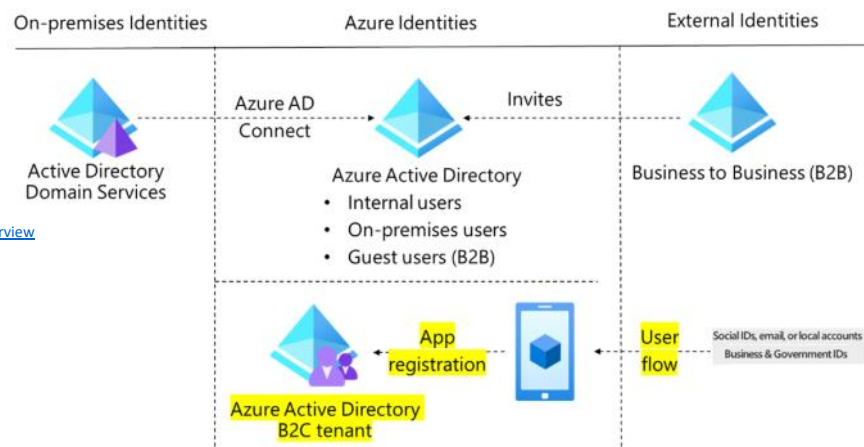 On-premises Identities
Azure Identities
External Identities
Azure AD
Connect
Invites
Active Directory
Domain Services
Azure Active Directory
• Internal users
• On-premises users
• Guest users (B2B)
Business to Business (B2B)
rview
App
registration
User
flow
Social IDs, email, or local accounts
Business & Government IDs
Azure Active Directory
B2C tenant